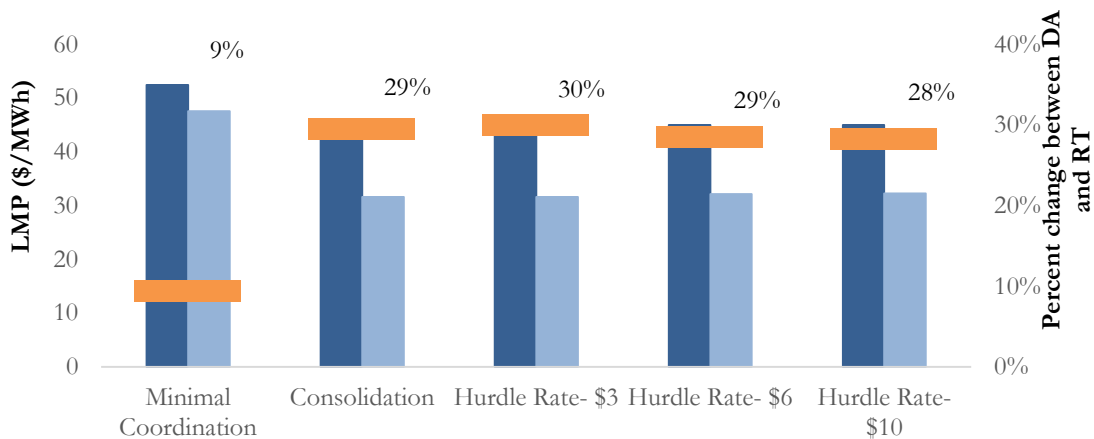 LMP ($/MWh)
60
50
40
30
20
10
0
9%
29%
30%
29%
28%
40%
30%
20%
10%
0%
Percent change between DA
and RT
Minimal
Coordination
Consolidation
Hurdle Rate- $3
Hurdle Rate- $6
Hurdle Rate-
$10